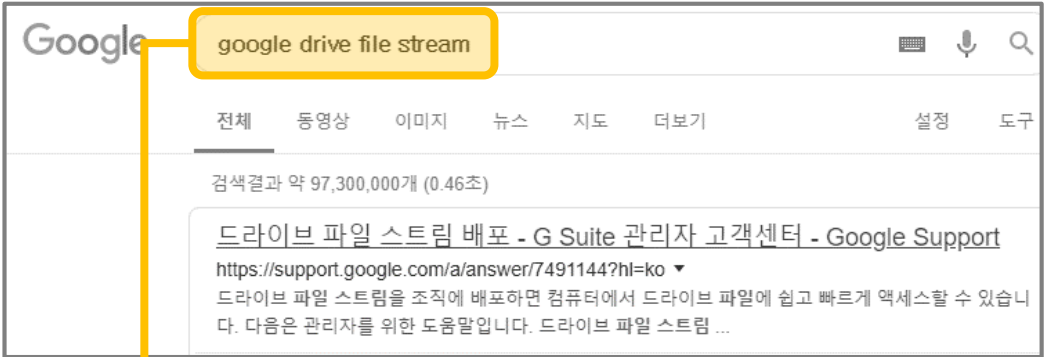 Google
google drive file stream
전체 동영상 이미지 뉴스 지도 더보기 설정 도구
검색결과 약 97,300,000개 (0.46초)
드라이브 파일 스트림 배포 - G Suite 관리자 고객센터 - Google Support
https://support.google.com/a/answer/7491144?hl=ko
드라이브 파일 스트림을 조직에 배포하면 컴퓨터에서 드라이브 파일에 쉽고 빠르게 액세스할 수 있습니
다. 다음은 관리자를 위한 도움말입니다. 드라이브 파일 스트림 ...